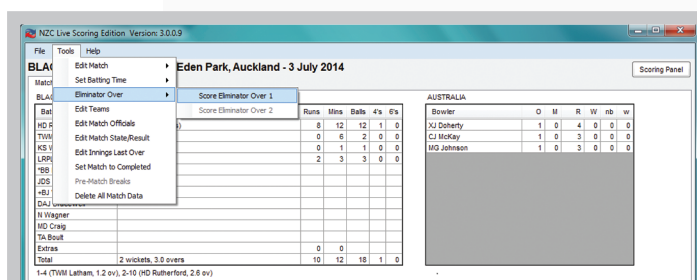 NZC Live Scoring Edition Version: 3.0.0.9
File Tools Help
Eden Park, Auckland - 3 July 2014
Scoring Panel
Edit Match
Set Batting Time
Eliminator Over
Edit Teams
Edit Match Officials
Edit Match State/Result
Edit Innings Last Over
Set Match to Completed
Pre-Match Breaks
Delete All Match Data
Score Eliminator Over 1
Score Eliminator Over 2
Runs Mins Balls 4's 6's
8 12 12 1 0
0 6 2 0 0
0 1 1 0 0
2 3 3 0 0
N Wagner
MD Craig
TA Boult
Extras 0 0
Total 2 wickets, 3.0 overs 10 12 18 1 0
1-4 (TWM Latham, 1.2 ov), 2-10 (HD Rutherford, 2.6 ov)
AUSTRALIA
Bowler O M R W nb w
XJ Doherty 1 0 4 0 0 0
CJ McKay 1 0 3 0 0 0
MG Johnson 1 0 3 0 0 0